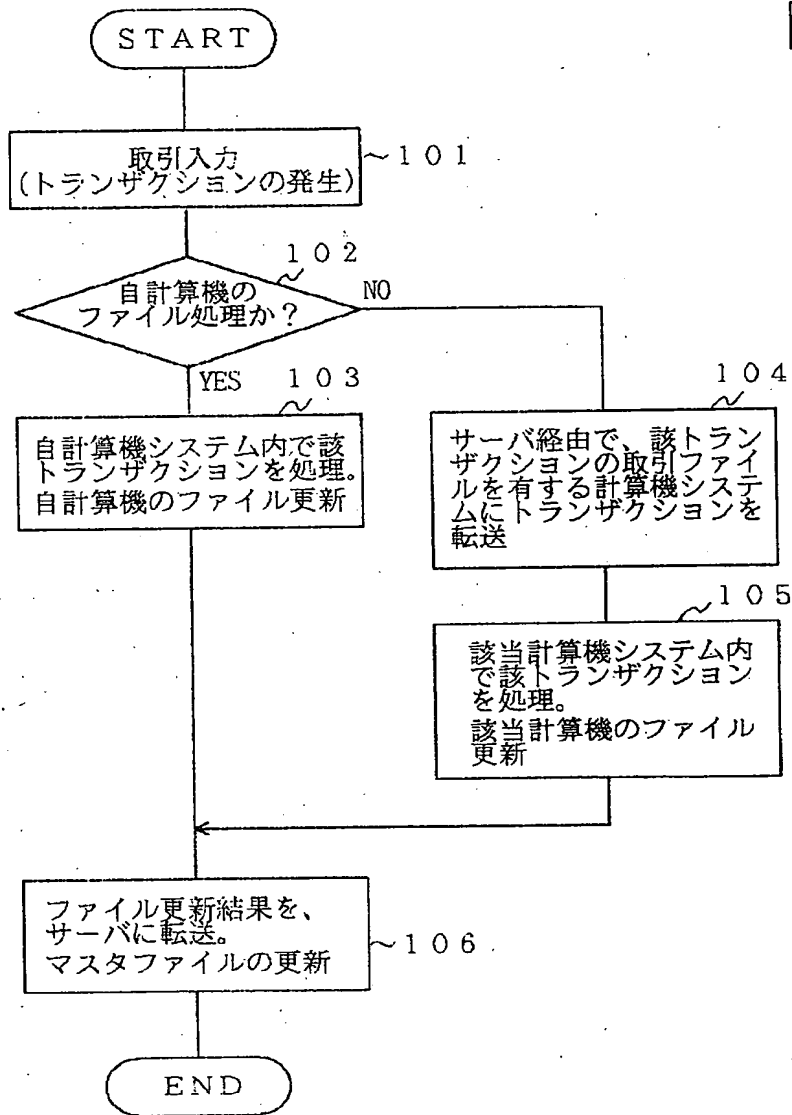 START
取引入力
(トランザクションの発生)
～101
102
自計算機の
ファイル処理か？
NO
YES
103
自計算機システム内で該
トランザクションを処理。
自計算機のファイル更新
104
サーバ経由で、該トラン
ザクションの取引ファイ
ルを有する計算機システ
ムにトランザクションを
転送
105
該当計算機システム内
で該トランザクション
を処理。
該当計算機のファイル
更新
ファイル更新結果を、
サーバに転送。
マスタファイルの更新
～106
END